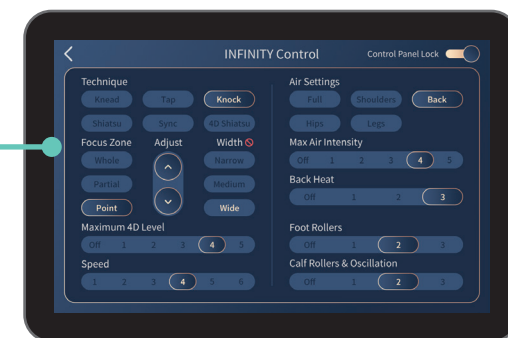 INFINITY Control
Control Panel Lock
Technique
Knead Tap Knock
Shiatsu Sync 4D Shiatsu
Focus Zone Adjust Width
Whole Narrow
Partial Medium
Point Wide
Maximum 4D Level
Off 1 2 3 4 5
Speed
1 2 3 4 5 6
Air Settings
Full Shoulders Back
Hips Legs
Max Air Intensity
Off 1 2 3 4 5
Back Heat
Off 1 2 3
Foot Rollers
Off 1 2 3
Calf Rollers & Oscillation
Off 1 2 3